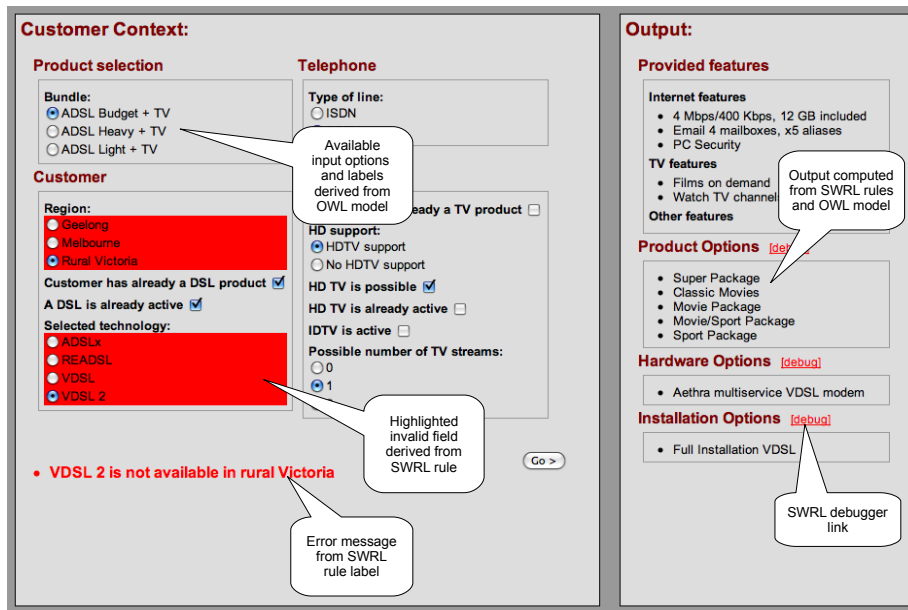 Customer Context:
Product selection
Bundle:
ADSL Budget + TV
ADSL Heavy + TV
ADSL Light + TV
Telephone
Type of line:
ISDN
Available
input options
and labels
derived from
OWL model
Customer
Region:
Geelong
Melbourne
Rural Victoria
Customer has already a DSL product
A DSL is already active
Selected technology:
ADSLx
READSL
VDSL
VDSL 2
a TV product
HD support:
HDTV support
No HDTV support
HD TV is possible
HD TV is already active
IDTV is active
Possible number of TV streams:
0
1
Highlighted
invalid field
derived from
SWRL rule
Go >
VDSL 2 is not available in rural Victoria
Error message
from SWRL
rule label
Output:
Provided features
Internet features
4 Mbps/400 Kbps, 12 GB included
Email 4 mailboxes, x5 aliases
PC Security
TV features
Films on demand
Watch TV
Other features
Output computed
from SWRL rules
and OWL model
Product Options
Super Package
Classic Movies
Movie Package
Movie/Sport Package
Sport Package
Hardware Options [debug]
Aethra multiservice VDSL modem
Installation Options [debug]
Full Installation VDSL
SWRL debugger
link